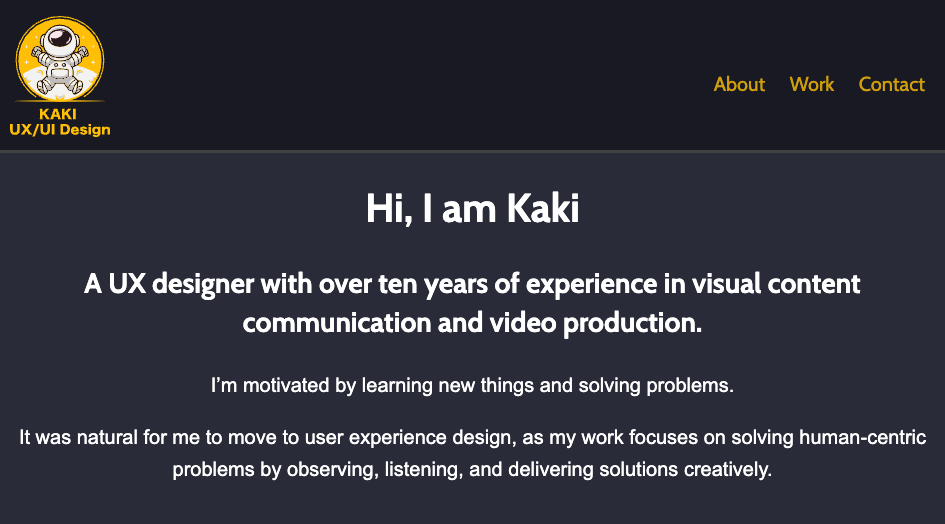 KAKI
UX/UI Design
About Work Contact
Hi, I am Kaki
A UX designer with over ten years of experience in visual content
communication and video production.
I’m motivated by learning new things and solving problems.
It was natural for me to move to user experience design, as my work focuses on solving human-centric
problems by observing, listening, and delivering solutions creatively.